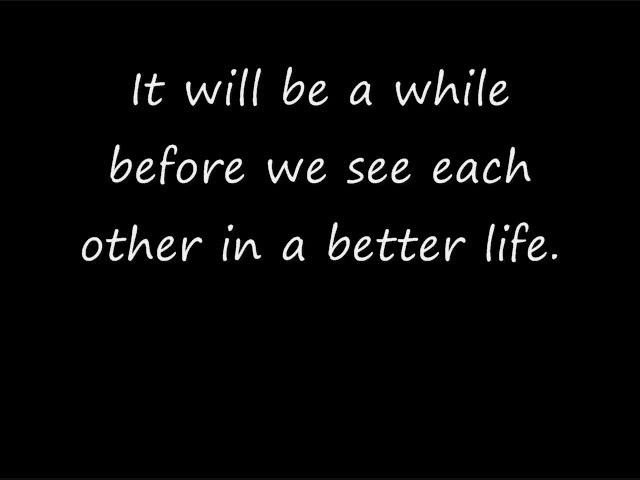 It will be a while
before we see each
other in a better life.